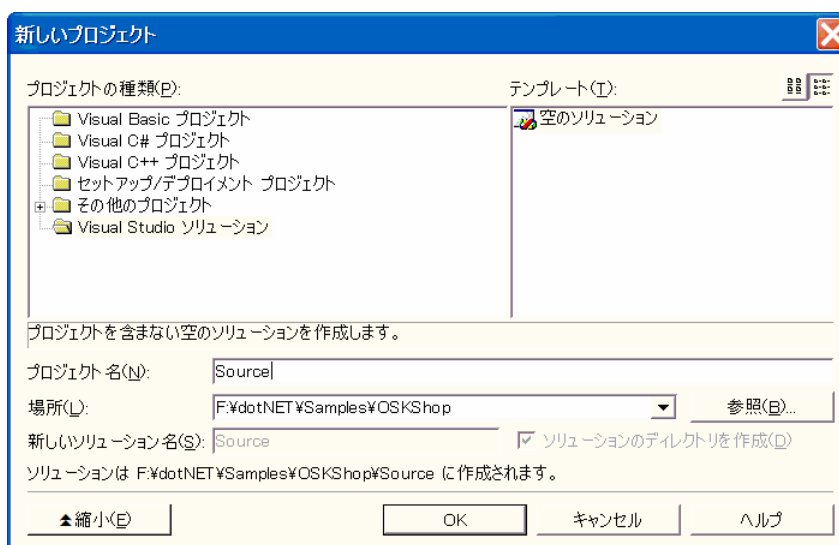 新しいプロジェクト
プロジェクトの種類(P):
テンプレート(T):
Visual Basic プロジェクト
Visual C# プロジェクト
Visual C++ プロジェクト
セットアップ/デプロイメント プロジェクト
その他のプロジェクト
Visual Studio ソリューション
空のソリューション
プロジェクトを含まない空のソリューションを作成します。
プロジェクト名(N):
Source
場所(L):
F:¥dotNET¥Samples¥OSKShop
参照(B)...
新しいソリューション名(S):
Source
ソリューションのディレクトリを作成(D)
ソリューションは F:¥dotNET¥Samples¥OSKShop¥Source に作成されます。
縮小(E)
OK
キャンセル
ヘルプ